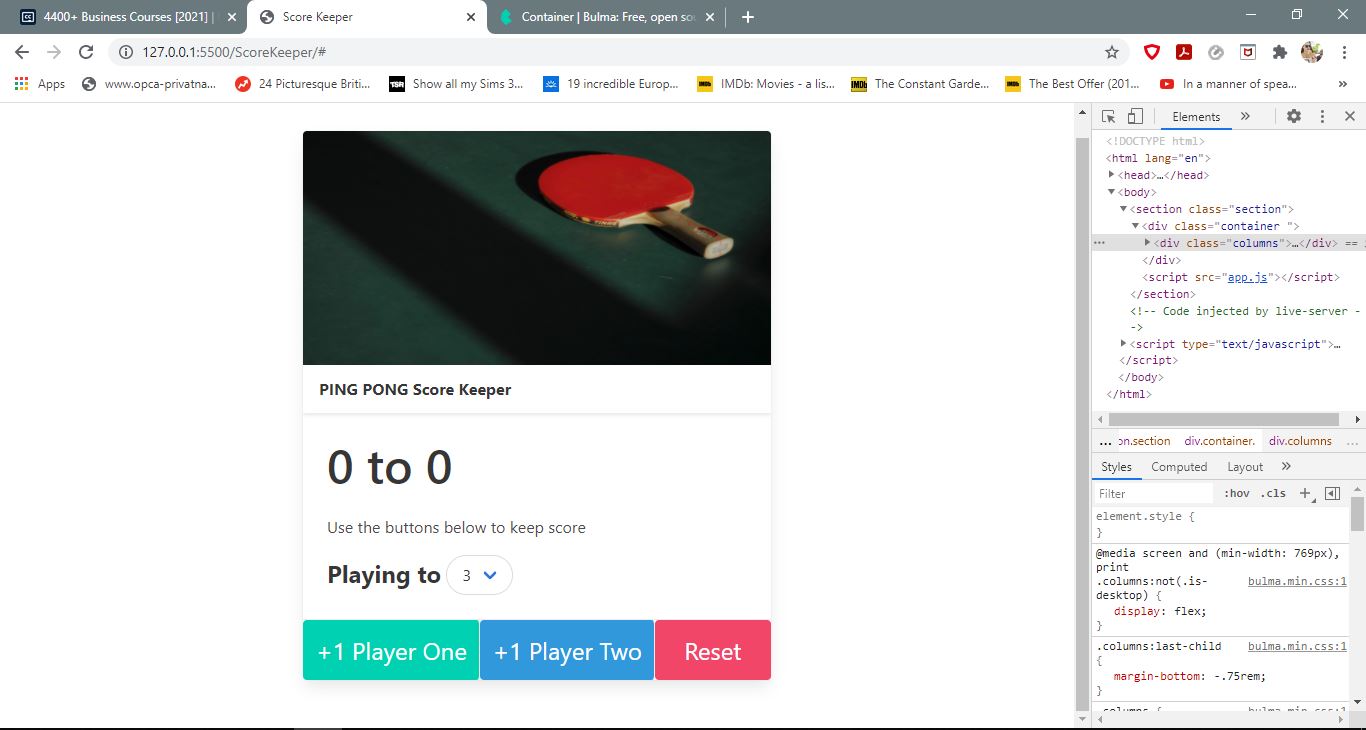 4400+ Business Courses [2021] |
Score Keeper
Container | Bulma: Free, open sou
127.0.0.1:5500/ScoreKeeper/#
Apps
www.opca-privatna...
24 Picturesque Briti...
Show all my Sims 3...
19 incredible Europ...
IMDb: Movies - a lis...
The Constant Garde...
The Best Offer (201...
In a manner of spea...
»
PING PONG Score Keeper
0 to 0
Use the buttons below to keep score
Playing to 3
+1 Player One
+1 Player Two
Reset
Elements »
<!DOCTYPE html>
<html lang="en">
<head>…</head>
<body>
<section class="section">
<div class="container ">
<div class="columns">…</div> ==
</div>
<script src="app.js"></script>
</section>
<!-- Code injected by live-server -
->
<script type="text/javascript">…
</script>
</body>
</html>
... on.section div.container. div.columns ...
Styles Computed Layout »
Filter :hov .cls +
element.style {
}
@media screen and (min-width: 769px),
print
.columns:not(.is- bulma.min.css:1
desktop) {
display: flex;
}
.columns:last-child bulma.min.css:1
{
margin-bottom: -.75rem;
}
.columns { bulma.min.css:1